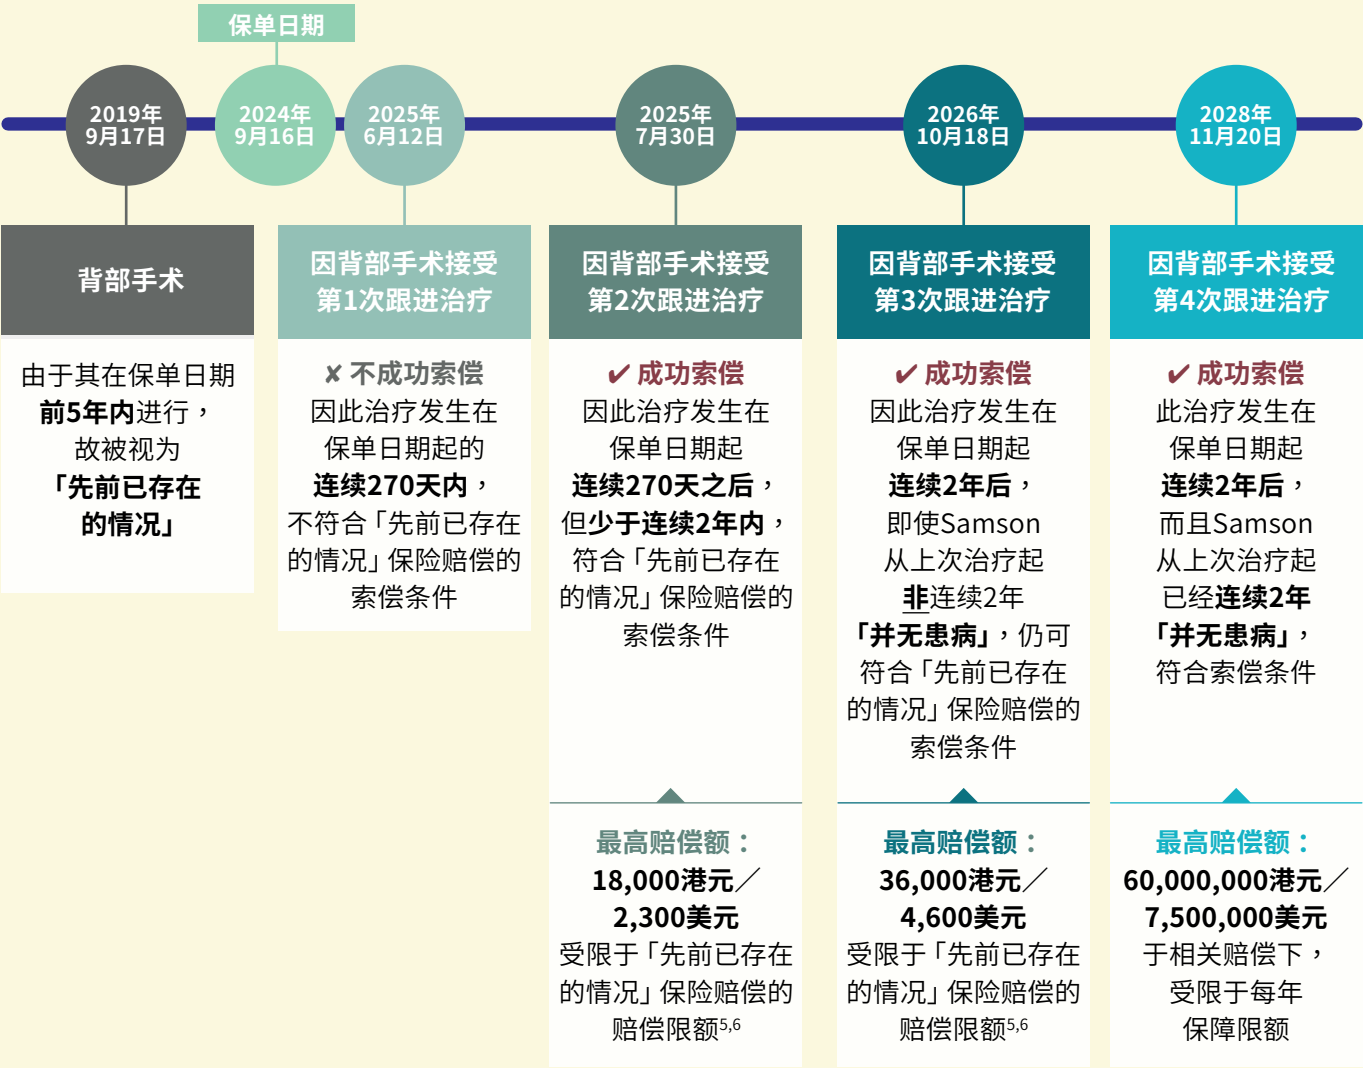 保单日期
2019年
9月17日
2024年
9月16日
2025年
6月12日
2025年
7月30日
2026年
10月18日
2028年
11月20日
背部手术
由于其在保单日期
前5年内进行，
故被视为
「先前已存在
的情况」
因背部手术接受
第1次跟进治疗
✘ 不成功索偿
因此治疗发生在
保单日期起的
连续270天内，
不符合「先前已存在
的情况」保险赔偿的
索偿条件
因背部手术接受
第2次跟进治疗
✔ 成功索偿
因此治疗发生在
保单日期起
连续270天之后，
但少于连续2年内，
符合「先前已存在
的情况」保险赔偿的
索偿条件
最高赔偿额：
18,000港元／
2,300美元
受限于「先前已存在
的情况」保险赔偿的
赔偿限额5,6
因背部手术接受
第3次跟进治疗
✔ 成功索偿
因此治疗发生在
保单日期起
连续2年后，
即使Samson
从上次治疗起
非连续2年
「并无患病」，仍可
符合「先前已存在
的情况」保险赔偿的
索偿条件
最高赔偿额：
36,000港元／
4,600美元
受限于「先前已存在
的情况」保险赔偿的
赔偿限额5,6
因背部手术接受
第4次跟进治疗
✔ 成功索偿
此治疗发生在
保单日期起
连续2年后，
而且Samson
从上次治疗起
已经连续2年
「并无患病」，
符合索偿条件
最高赔偿额：
60,000,000港元／
7,500,000美元
于相关赔偿下，
受限于每年
保障限额